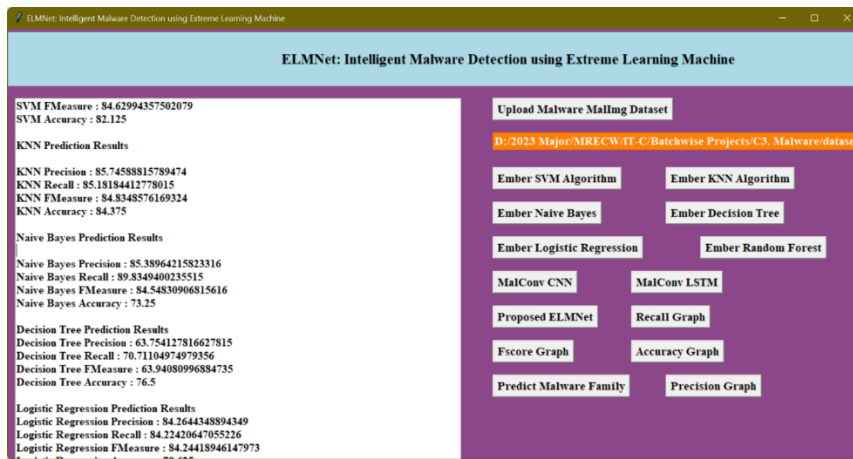 ELMNet: Intelligent Malware Detection using Extreme Learning Machine
ELMNet: Intelligent Malware Detection using Extreme Learning Machine
SVM FMeasure : 84.62994357502079
SVM Accuracy : 82.125
KNN Prediction Results
KNN Precision : 85.74588815789474
KNN Recall : 85.18184412778015
KNN FMeasure : 84.8348576169324
KNN Accuracy : 84.375
Naive Bayes Prediction Results
Naive Bayes Precision : 85.38964215823316
Naive Bayes Recall : 89.8349400235515
Naive Bayes FMeasure : 84.54830906815616
Naive Bayes Accuracy : 73.25
Decision Tree Prediction Results
Decision Tree Precision : 63.754127816627815
Decision Tree Recall : 70.71104974979356
Decision Tree FMeasure : 63.94080996884735
Decision Tree Accuracy : 76.5
Logistic Regression Prediction Results
Logistic Regression Precision : 84.2644348894349
Logistic Regression Recall : 84.22420647055226
Logistic Regression FMeasure : 84.24418946147973
Upload Malware MalImg Dataset
D:/2023 Major/MRECW/IT-C/Batchwise Projects/C3. Malware/datase
Ember SVM Algorithm
Ember KNN Algorithm
Ember Naive Bayes
Ember Decision Tree
Ember Logistic Regression
Ember Random Forest
MalConv CNN
MalConv LSTM
Proposed ELMNet
Recall Graph
Fscore Graph
Accuracy Graph
Predict Malware Family
Precision Graph